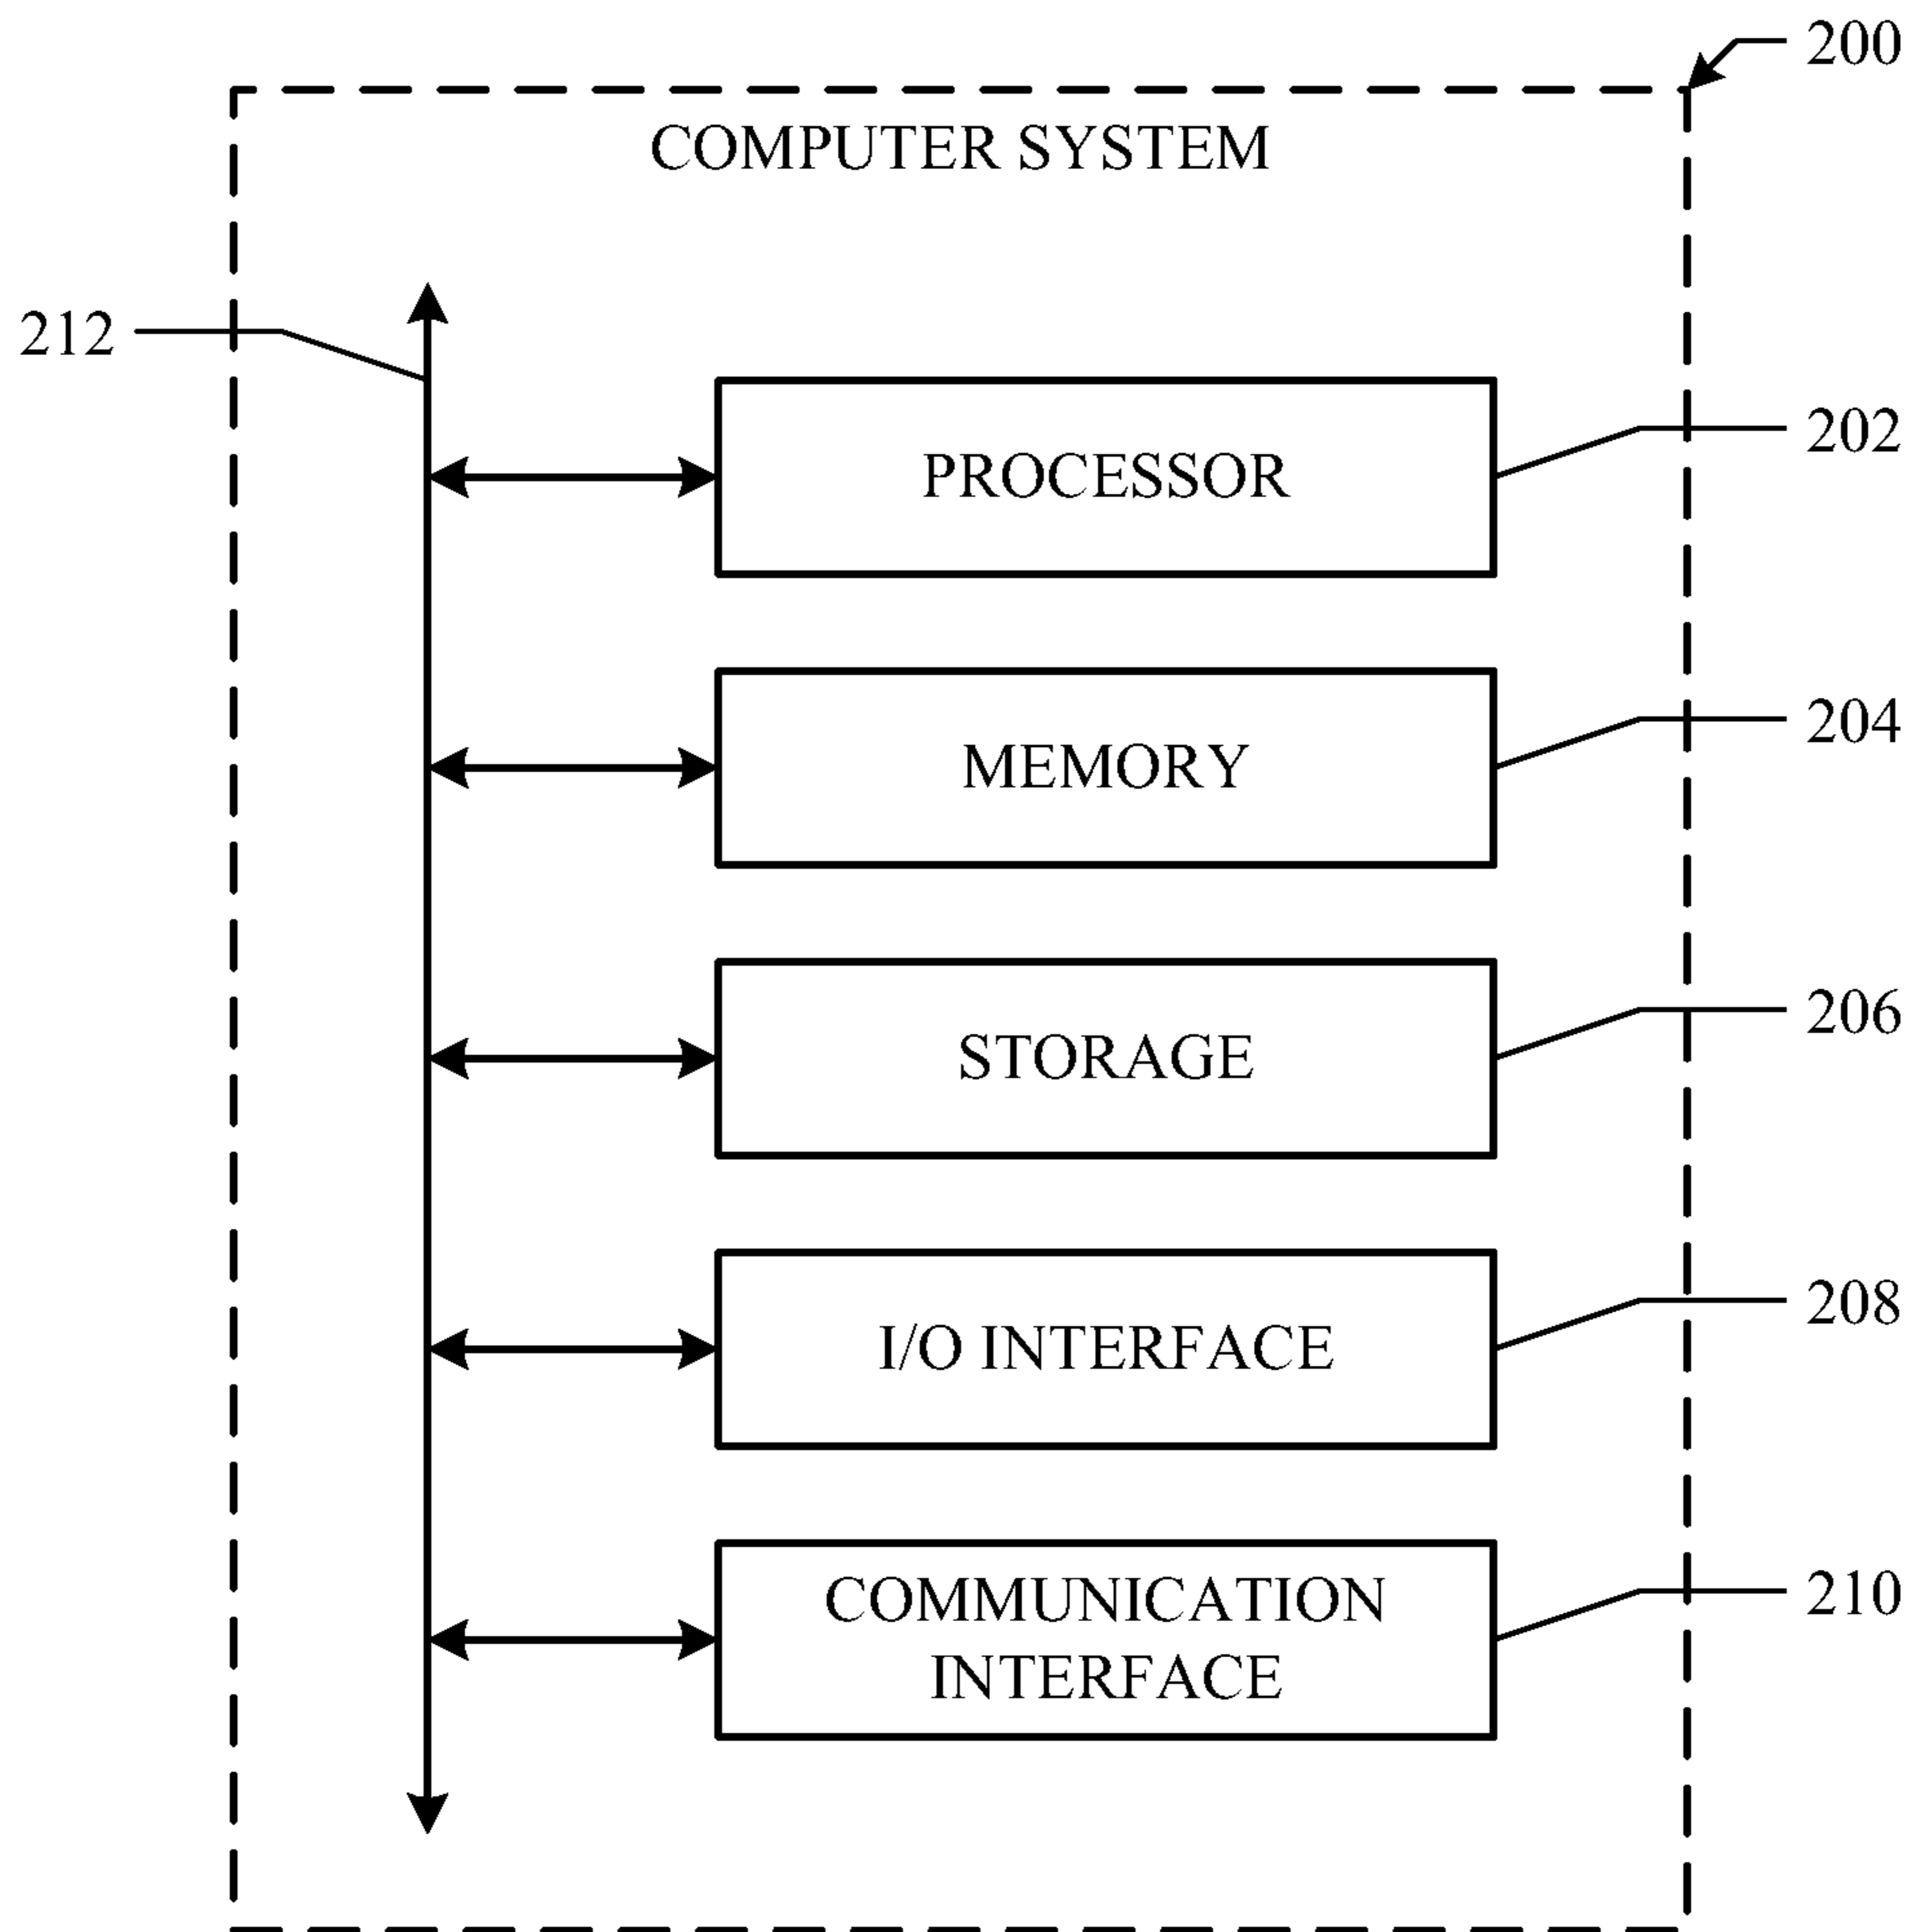 200
COMPUTER SYSTEM
212
PROCESSOR
202
MEMORY
204
STORAGE
206
I/O INTERFACE
208
COMMUNICATION
INTERFACE
210